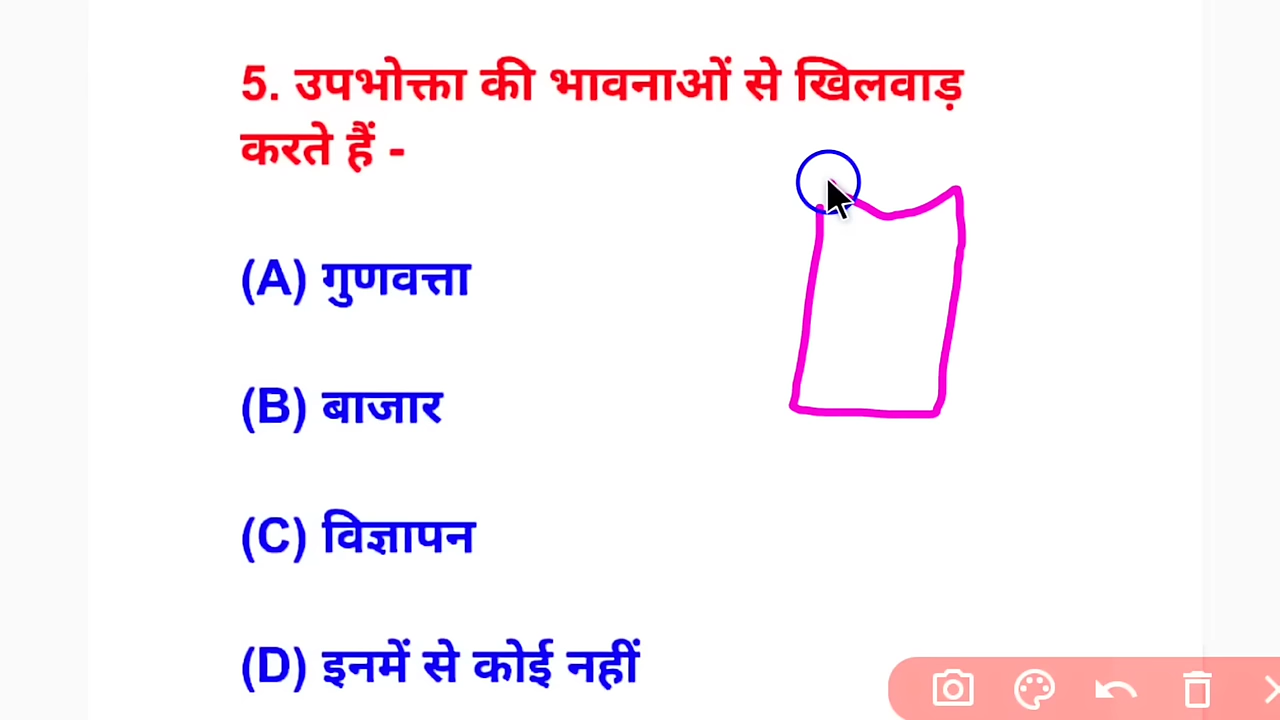 5. उपभोक्ता की भावनाओं से खिलवाड़
करते हैं -
(A) गुणवत्ता
(B) बाजार
(C) विज्ञापन
(D) इनमें से कोई नहीं